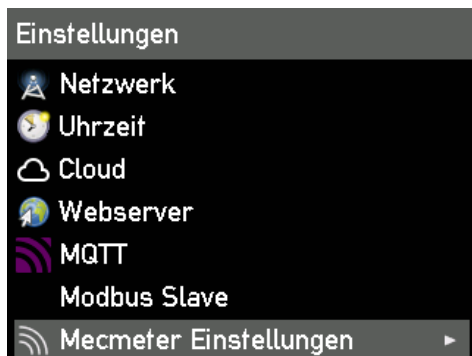 Einstellungen
Netzwerk
Uhrzeit
Cloud
Webserver
MQTT
Modbus Slave
Mecmeter Einstellungen